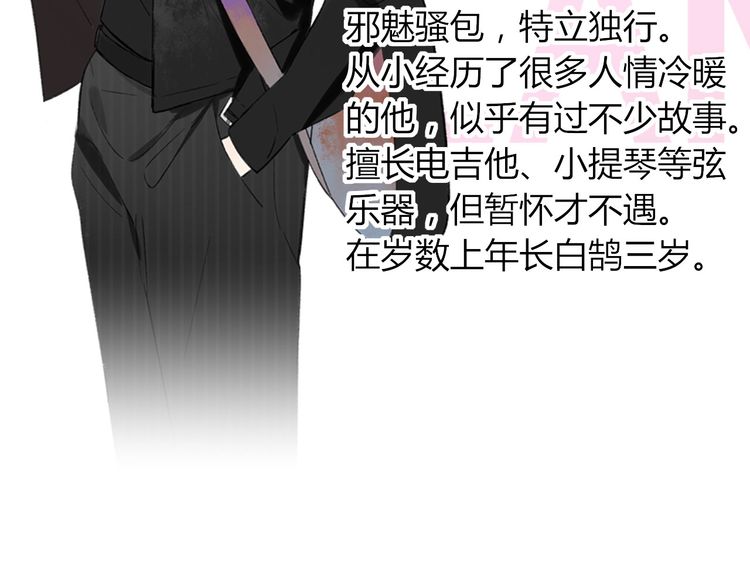 邪魅骚包，特立独行。
从小经历了很多人情冷暖
的他，似乎有过不少故事。
擅长电吉他、小提琴等弦
乐器，但暂怀才不遇。
在岁数上年长白鹄三岁。